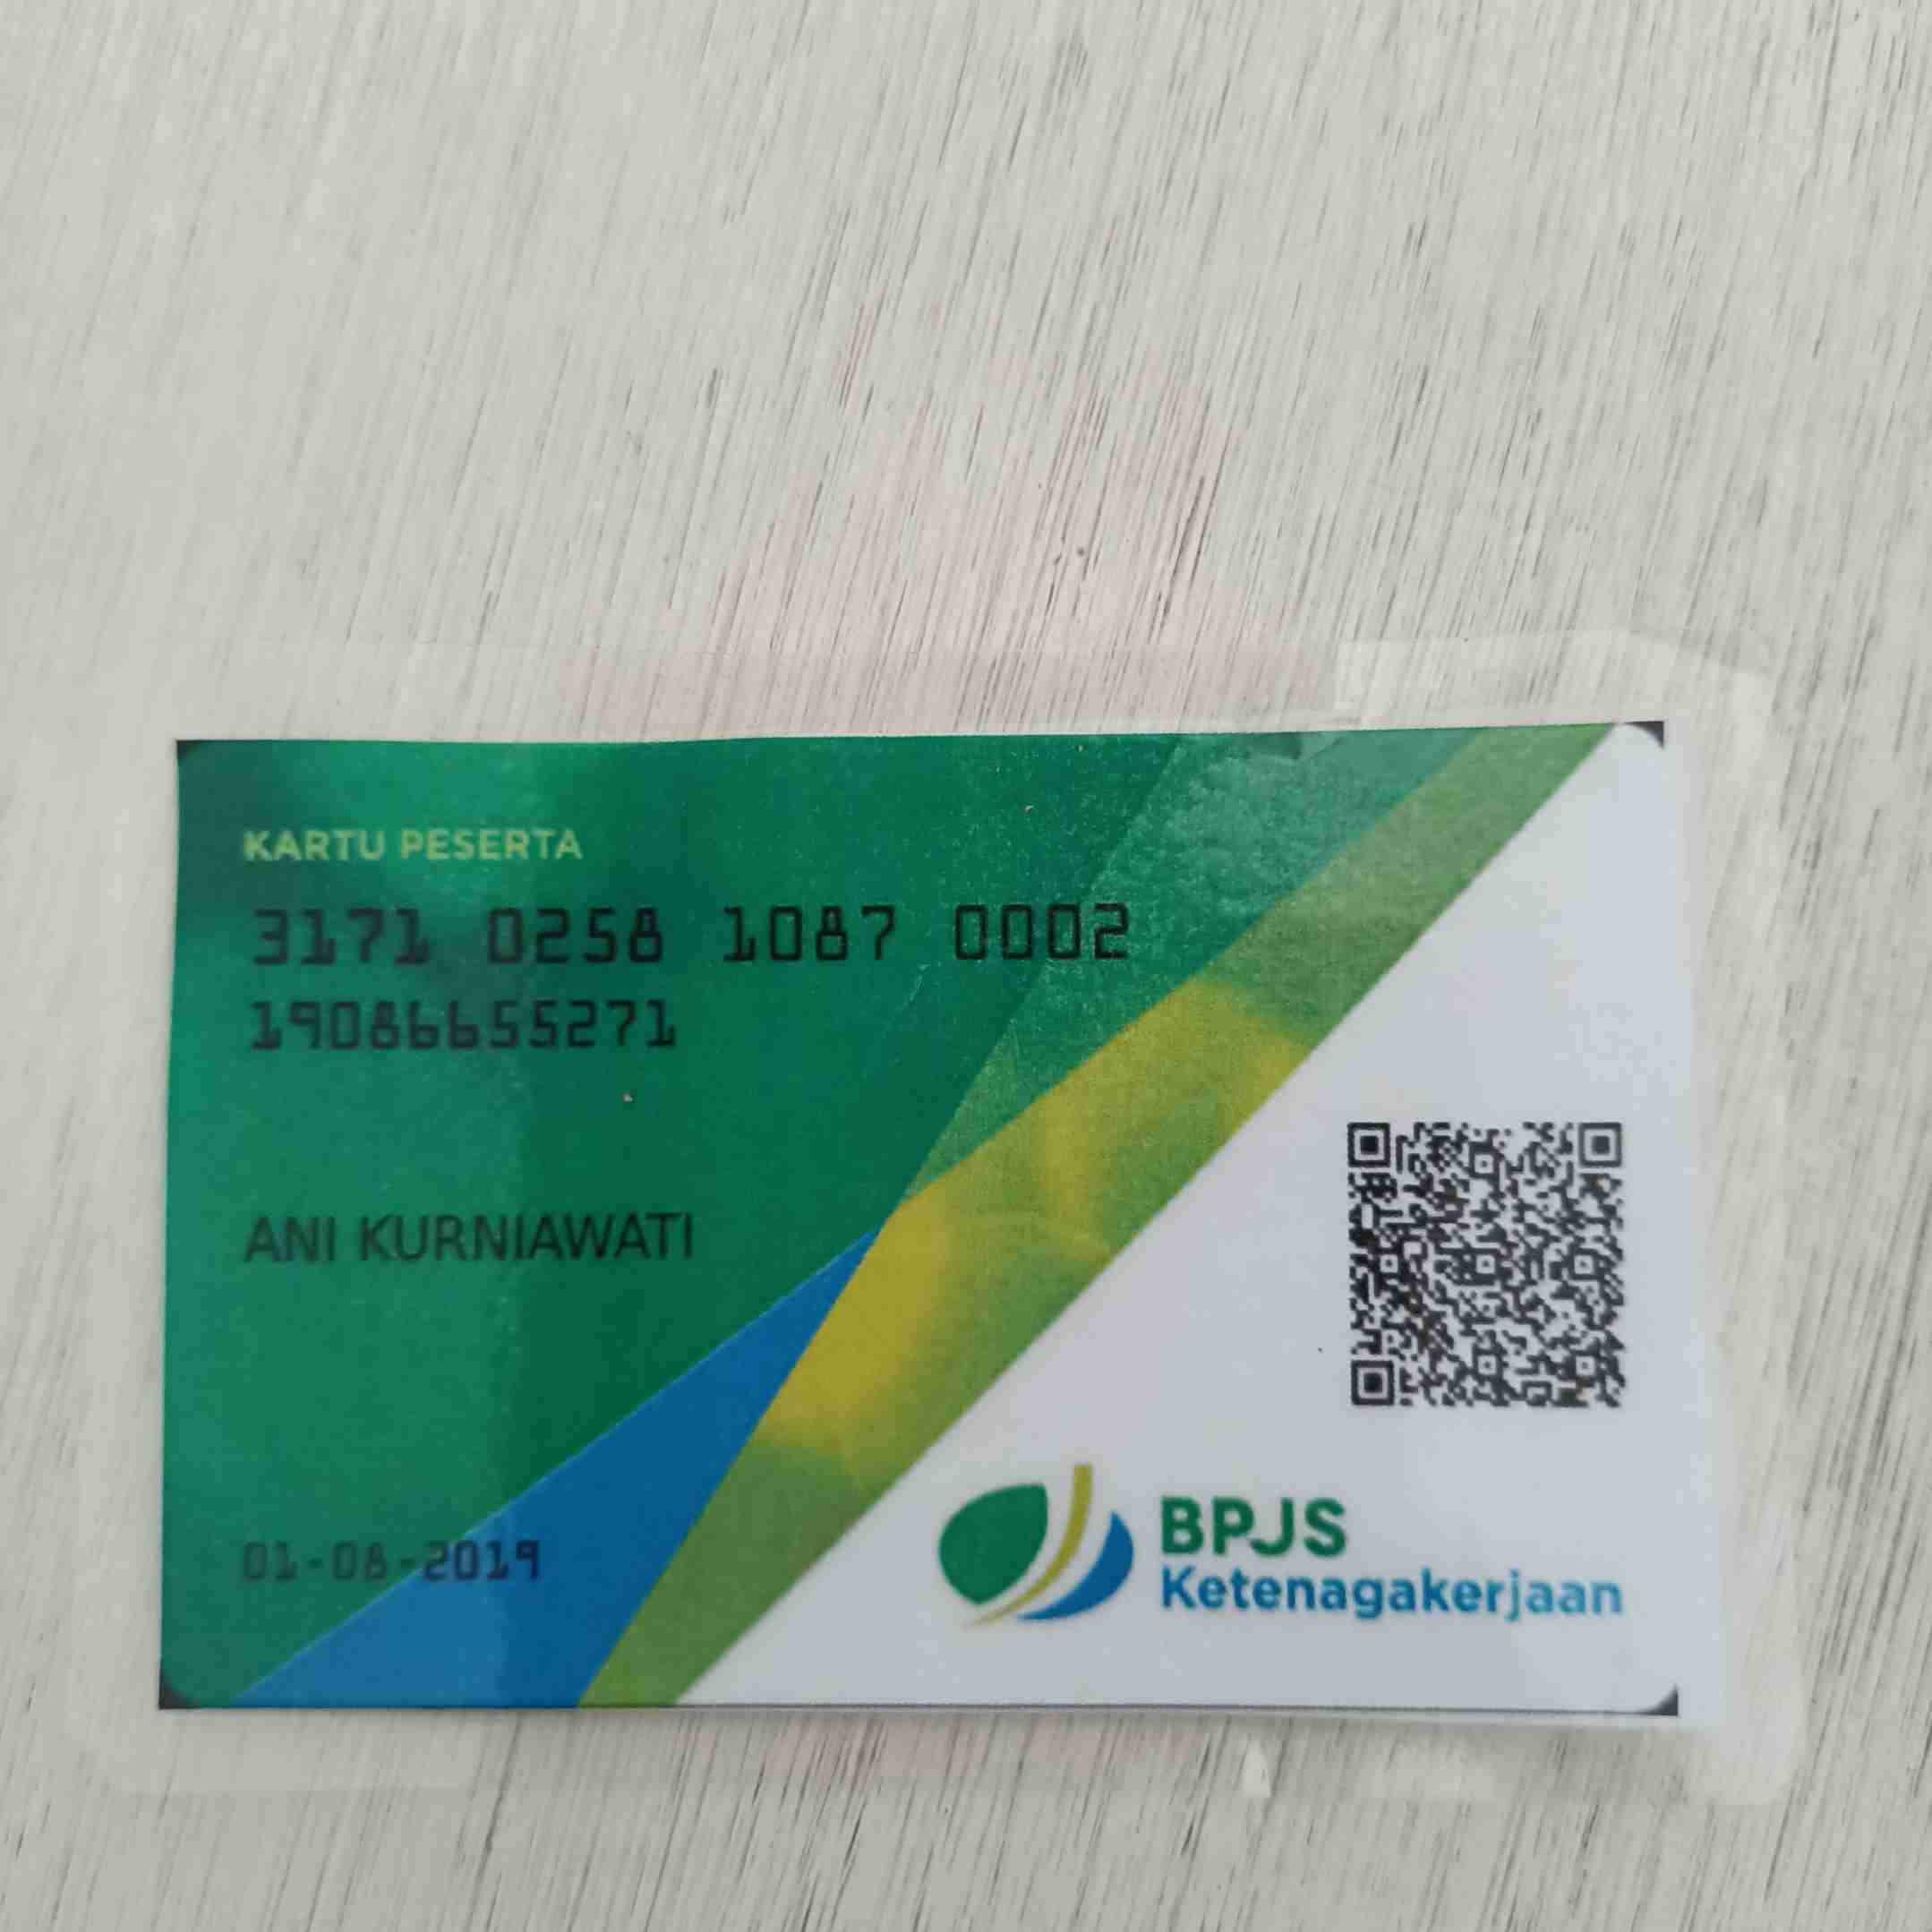 KARTU PESERTA
3171 0258 1087 0002
19086655271
ANI KURNIAWATI
01-08-2019
BPJS
Ketenagakerjaan